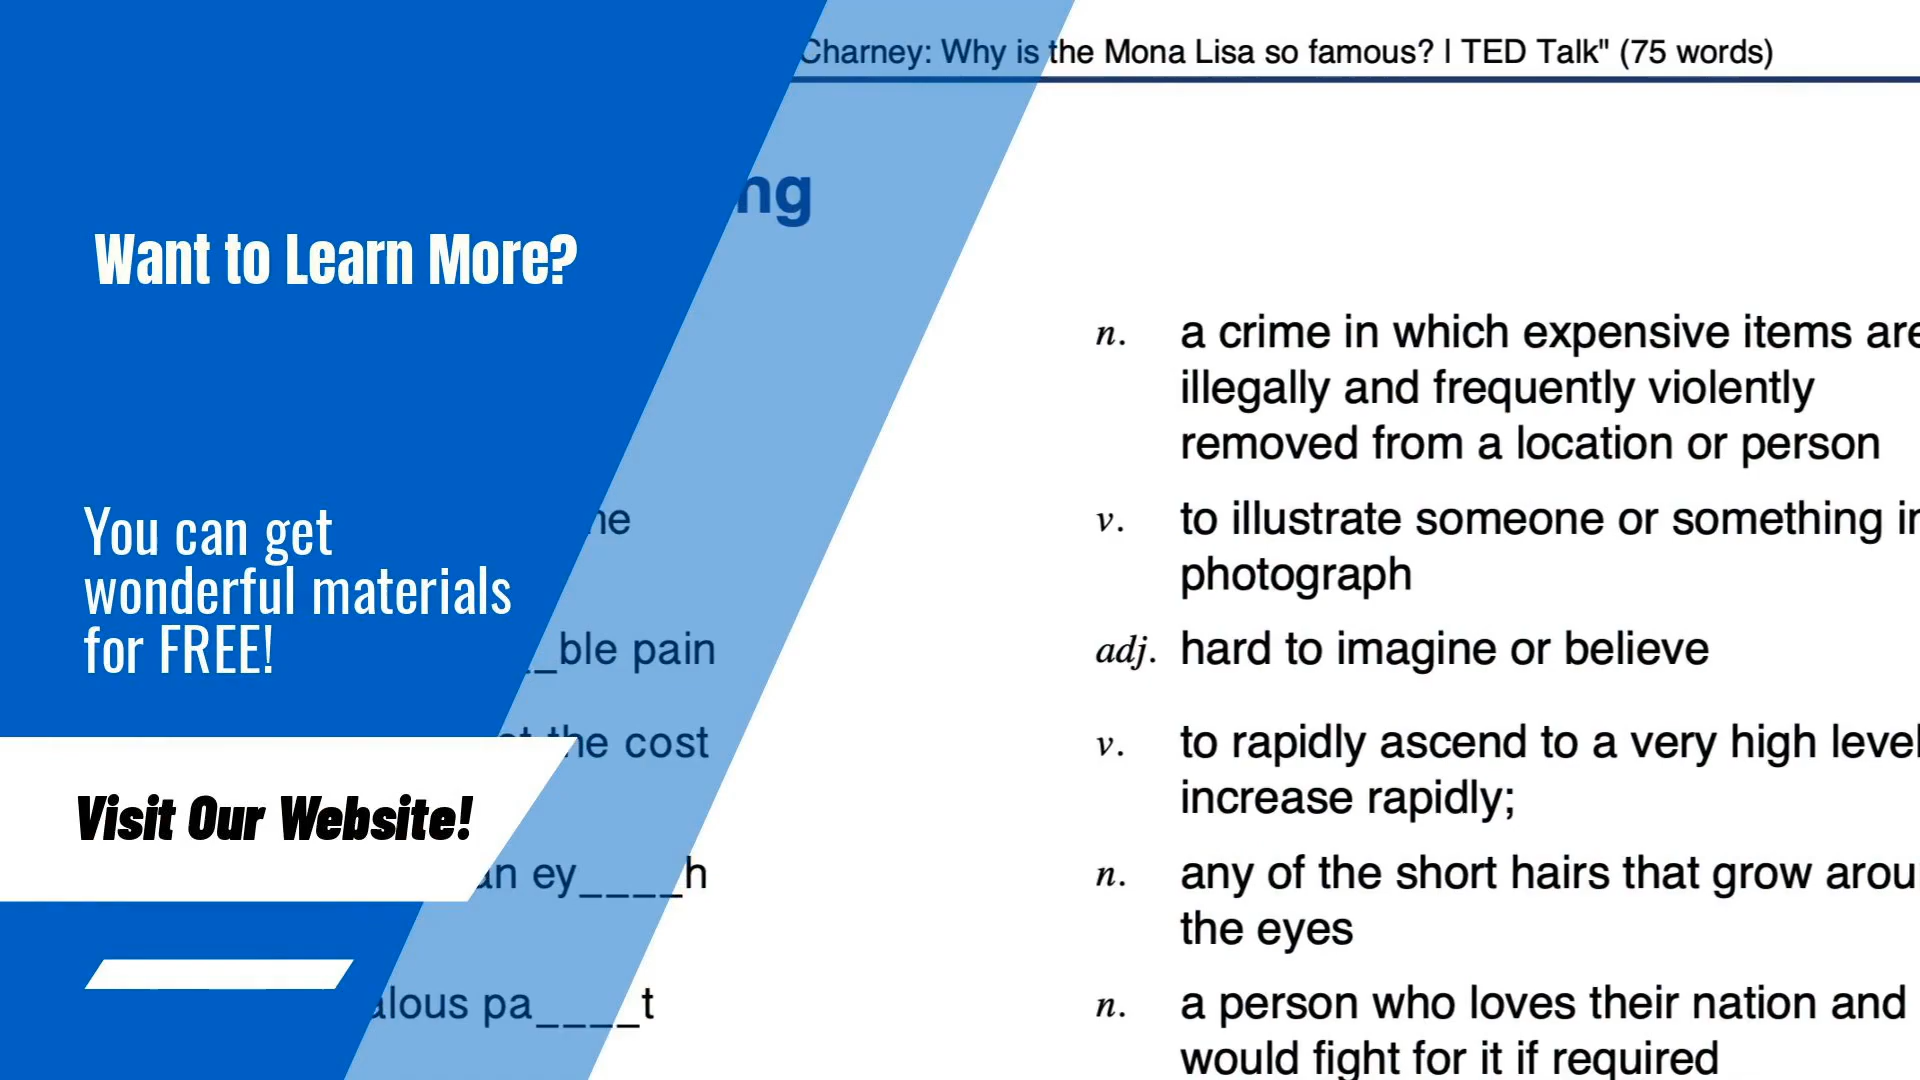 Charney: Why is the Mona Lisa so famous? | TED Talk" (75 words)
Want to Learn More?
You can get
wonderful materials
for FREE!
Visit Our Website!
ng
ne
_ble pain
the cost
an ey____h
alous pa____t
n. a crime in which expensive items are
illegally and frequently violently
removed from a location or person
v. to illustrate someone or something in
photograph
adj. hard to imagine or believe
v. to rapidly ascend to a very high level
increase rapidly;
n. any of the short hairs that grow arou
the eyes
n. a person who loves their nation and
would fight for it if required